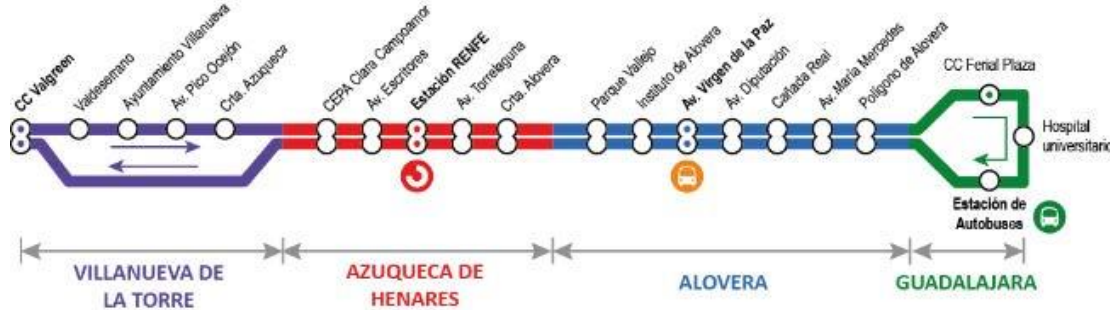 CC Valgreen
Valdeserrano
Ayuntamiento Villanueva
Av. Pico Ocejón
Crta. Azuqueca
CEPA Clara Campoamor
Av. Escritores
Estación RENFE
Av. Torrelaguna
Crta. Alovera
Parque Vallejo
Instituto de Alovera
Av. Virgen de la Paz
Av. Diputación
Cañada Real
Av. María Mercedes
Polígono de Alovera
CC Ferial Plaza
Hospital
universitario
Estación de
Autobuses
VILLANUEVA DE
LA TORRE
AZUQUECA DE
HENARES
ALOVERA
GUADALAJARA